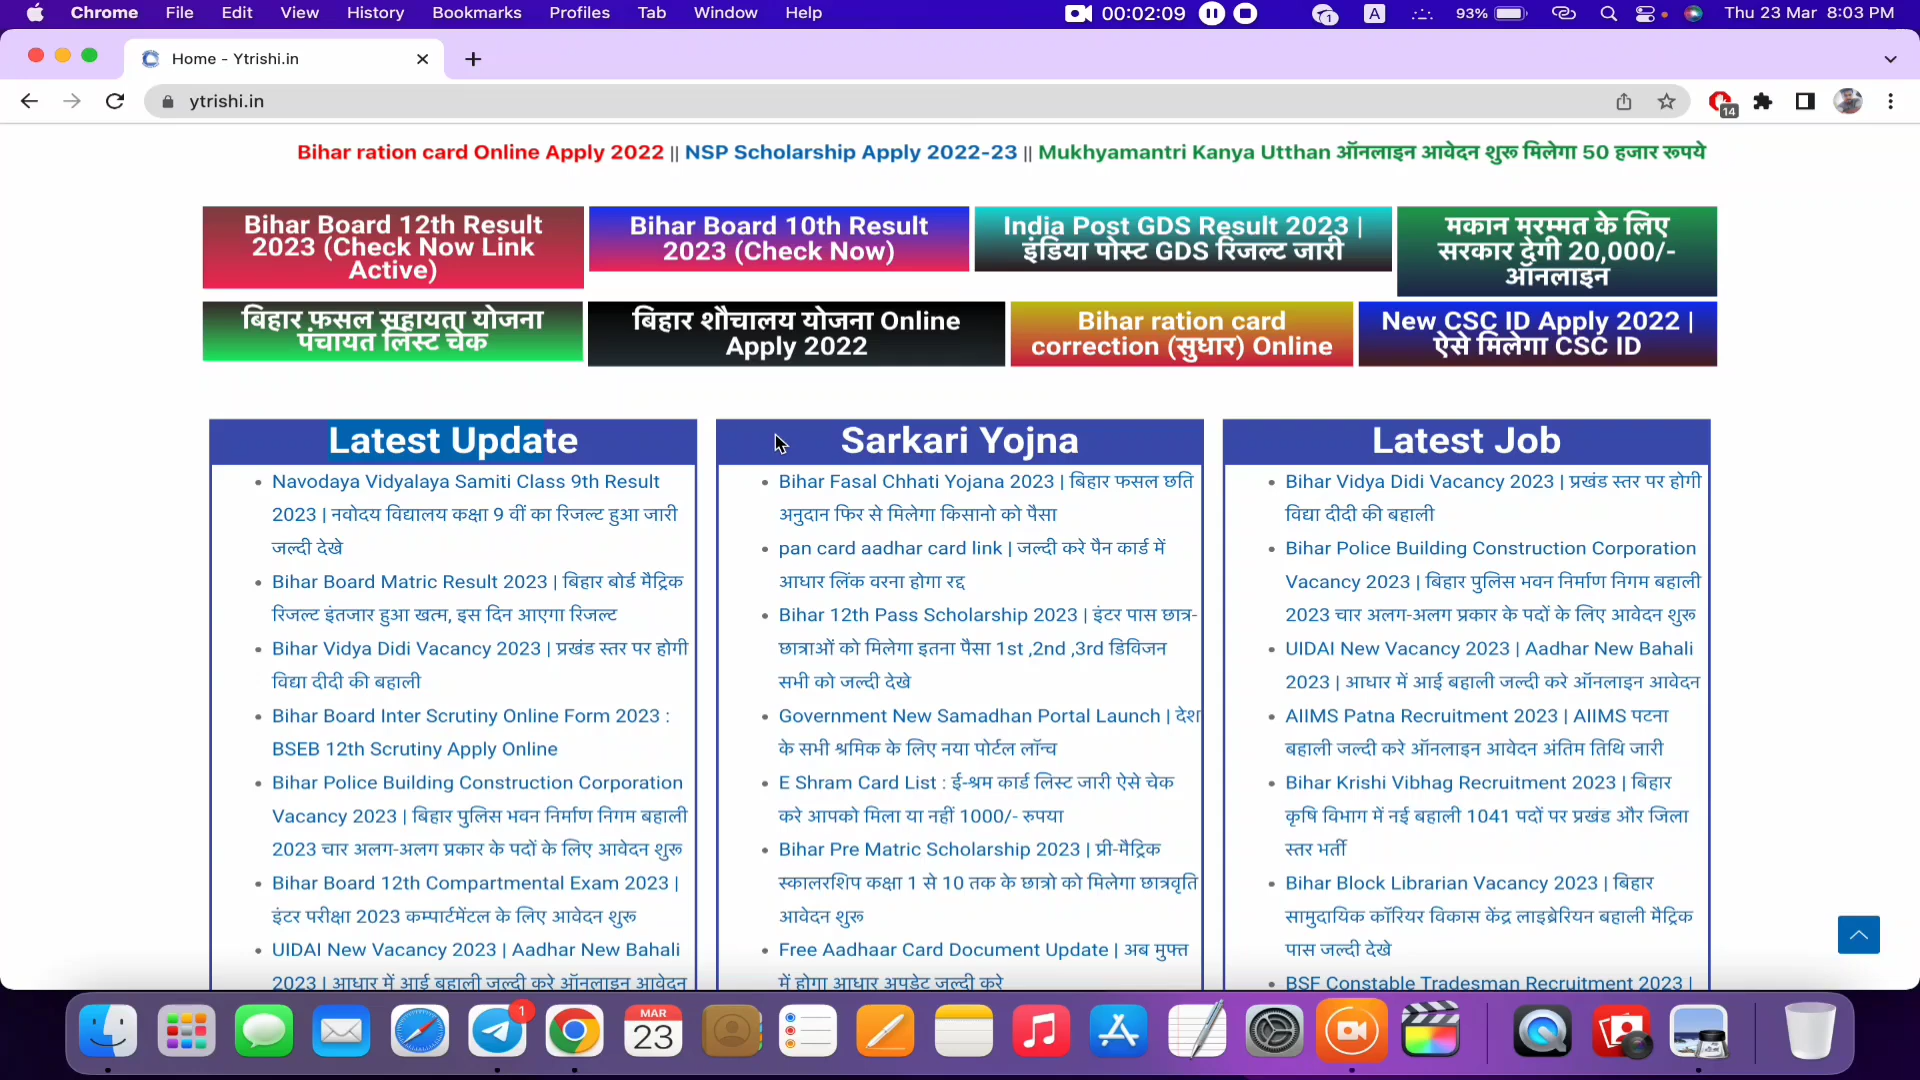 Chrome File Edit View History Bookmarks Profiles Tab Window Help 00:02:09 1 A 93% Thu 23 Mar 8:03 PM
Home - Ytrishi.in
ytrishi.in 14
Bihar ration card Online Apply 2022 || NSP Scholarship Apply 2022-23 || Mukhyamantri Kanya Utthan ऑनलाइन आवेदन शुरू मिलेगा 50 हजार रूपये
Bihar Board 12th Result
2023 (Check Now Link
Active)
Bihar Board 10th Result
2023 (Check Now)
India Post GDS Result 2023 |
इंडिया पोस्ट GDS रिजल्ट जारी
मकान मरम्मत के लिए
सरकार देगी 20,000/-
ऑनलाइन
बिहार फसल सहायता योजना
पंचायत लिस्ट चेक
बिहार शौचालय योजना Online
Apply 2022
Bihar ration card
correction (सुधार) Online
New CSC ID Apply 2022 |
ऐसे मिलेगा CSC ID
Latest Update
Navodaya Vidyalaya Samiti Class 9th Result
2023 | नवोदय विद्यालय कक्षा 9 वीं का रिजल्ट हुआ जारी
जल्दी देखे
Bihar Board Matric Result 2023 | बिहार बोर्ड मैट्रिक
रिजल्ट इंतजार हुआ खत्म, इस दिन आएगा रिजल्ट
Bihar Vidya Didi Vacancy 2023 | प्रखंड स्तर पर होगी
विद्या दीदी की बहाली
Bihar Board Inter Scrutiny Online Form 2023 :
BSEB 12th Scrutiny Apply Online
Bihar Police Building Construction Corporation
Vacancy 2023 | बिहार पुलिस भवन निर्माण निगम बहाली
2023 चार अलग-अलग प्रकार के पदों के लिए आवेदन शुरू
Bihar Board 12th Compartmental Exam 2023 |
इंटर परीक्षा 2023 कम्पार्टमेंटल के लिए आवेदन शुरू
UIDAI New Vacancy 2023 | Aadhar New Bahali
2023 | आधार में आई बहाली जल्दी करे ऑनलाइन आवेदन
Sarkari Yojna
Bihar Fasal Chhati Yojana 2023 | बिहार फसल छति
अनुदान फिर से मिलेगा किसानो को पैसा
pan card aadhar card link | जल्दी करे पैन कार्ड में
आधार लिंक वरना होगा रद्द
Bihar 12th Pass Scholarship 2023 | इंटर पास छात्र-
छात्राओं को मिलेगा इतना पैसा 1st ,2nd ,3rd डिविजन
सभी को जल्दी देखे
Government New Samadhan Portal Launch | देश
के सभी श्रमिक के लिए नया पोर्टल लॉन्च
E Shram Card List : ई-श्रम कार्ड लिस्ट जारी ऐसे चेक
करे आपको मिला या नहीं 1000/- रुपया
Bihar Pre Matric Scholarship 2023 | प्री-मैट्रिक
स्कालरशिप कक्षा 1 से 10 तक के छात्रो को मिलेगा छात्रवृति
आवेदन शुरू
Free Aadhaar Card Document Update | अब मुफ्त
में होगा आधार अपडेट जल्दी करे
Latest Job
Bihar Vidya Didi Vacancy 2023 | प्रखंड स्तर पर होगी
विद्या दीदी की बहाली
Bihar Police Building Construction Corporation
Vacancy 2023 | बिहार पुलिस भवन निर्माण निगम बहाली
2023 चार अलग-अलग प्रकार के पदों के लिए आवेदन शुरू
UIDAI New Vacancy 2023 | Aadhar New Bahali
2023 | आधार में आई बहाली जल्दी करे ऑनलाइन आवेदन
AIIMS Patna Recruitment 2023 | AIIMS पटना
बहाली जल्दी करे ऑनलाइन आवेदन अंतिम तिथि जारी
Bihar Krishi Vibhag Recruitment 2023 | बिहार
कृषि विभाग में नई बहाली 1041 पदों पर प्रखंड और जिला
स्तर भर्ती
Bihar Block Librarian Vacancy 2023 | बिहार
सामुदायिक कॉरियर विकास केंद्र लाइब्रेरियन बहाली मैट्रिक
पास जल्दी देखे
BSF Constable Tradesman Recruitment 2023 |
1
MAR
23